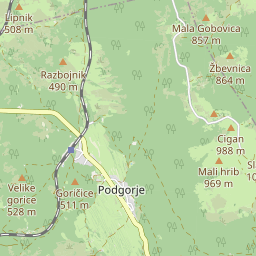 Lipnik
508 m
Mala Gobovica
857 m
Razbojnik
490 m
Žbevnica
864 m
Cigan
988 m
Mali hrib
969 m
Velike
gorice
528 m
Goričice
511 m
Podgorje